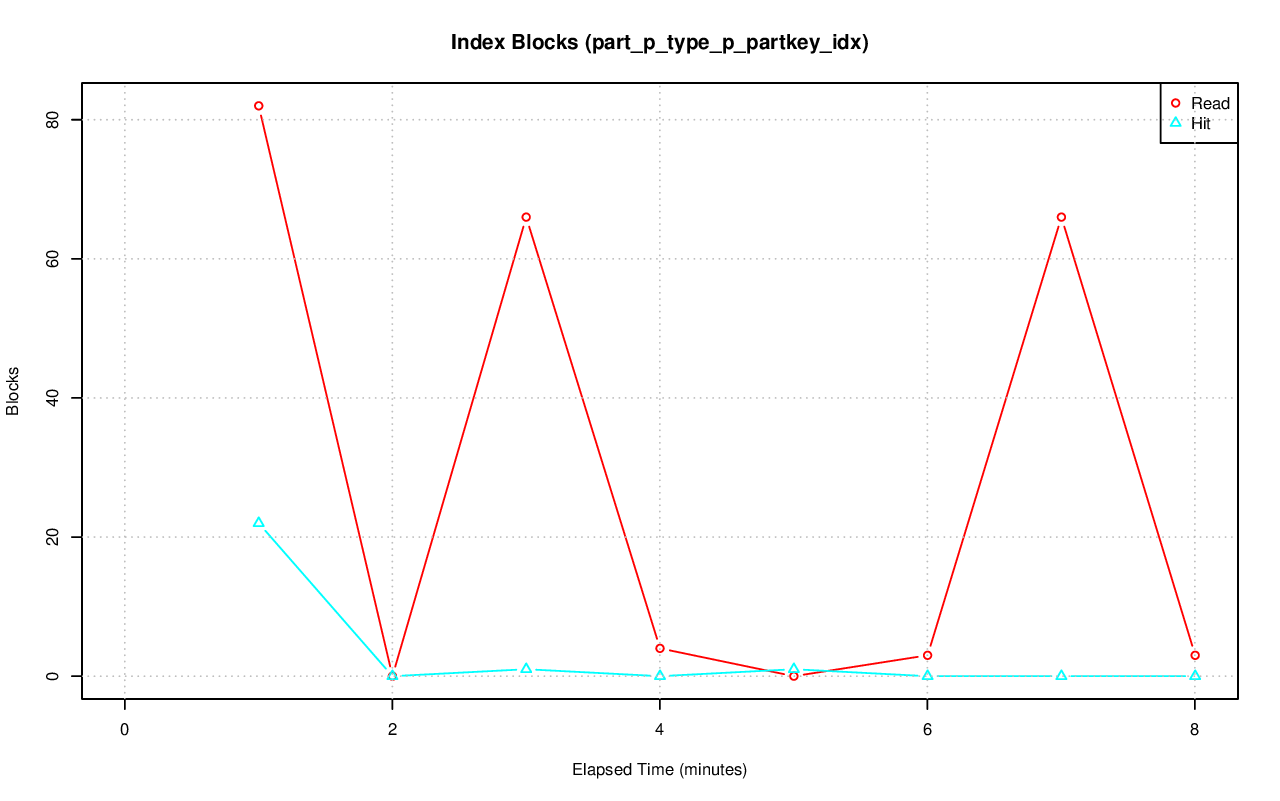 Index Blocks (part_p_type_p_partkey_idx)
Read
Hit
80
60
40
20
0
Blocks
0 2 4 6 8
Elapsed Time (minutes)